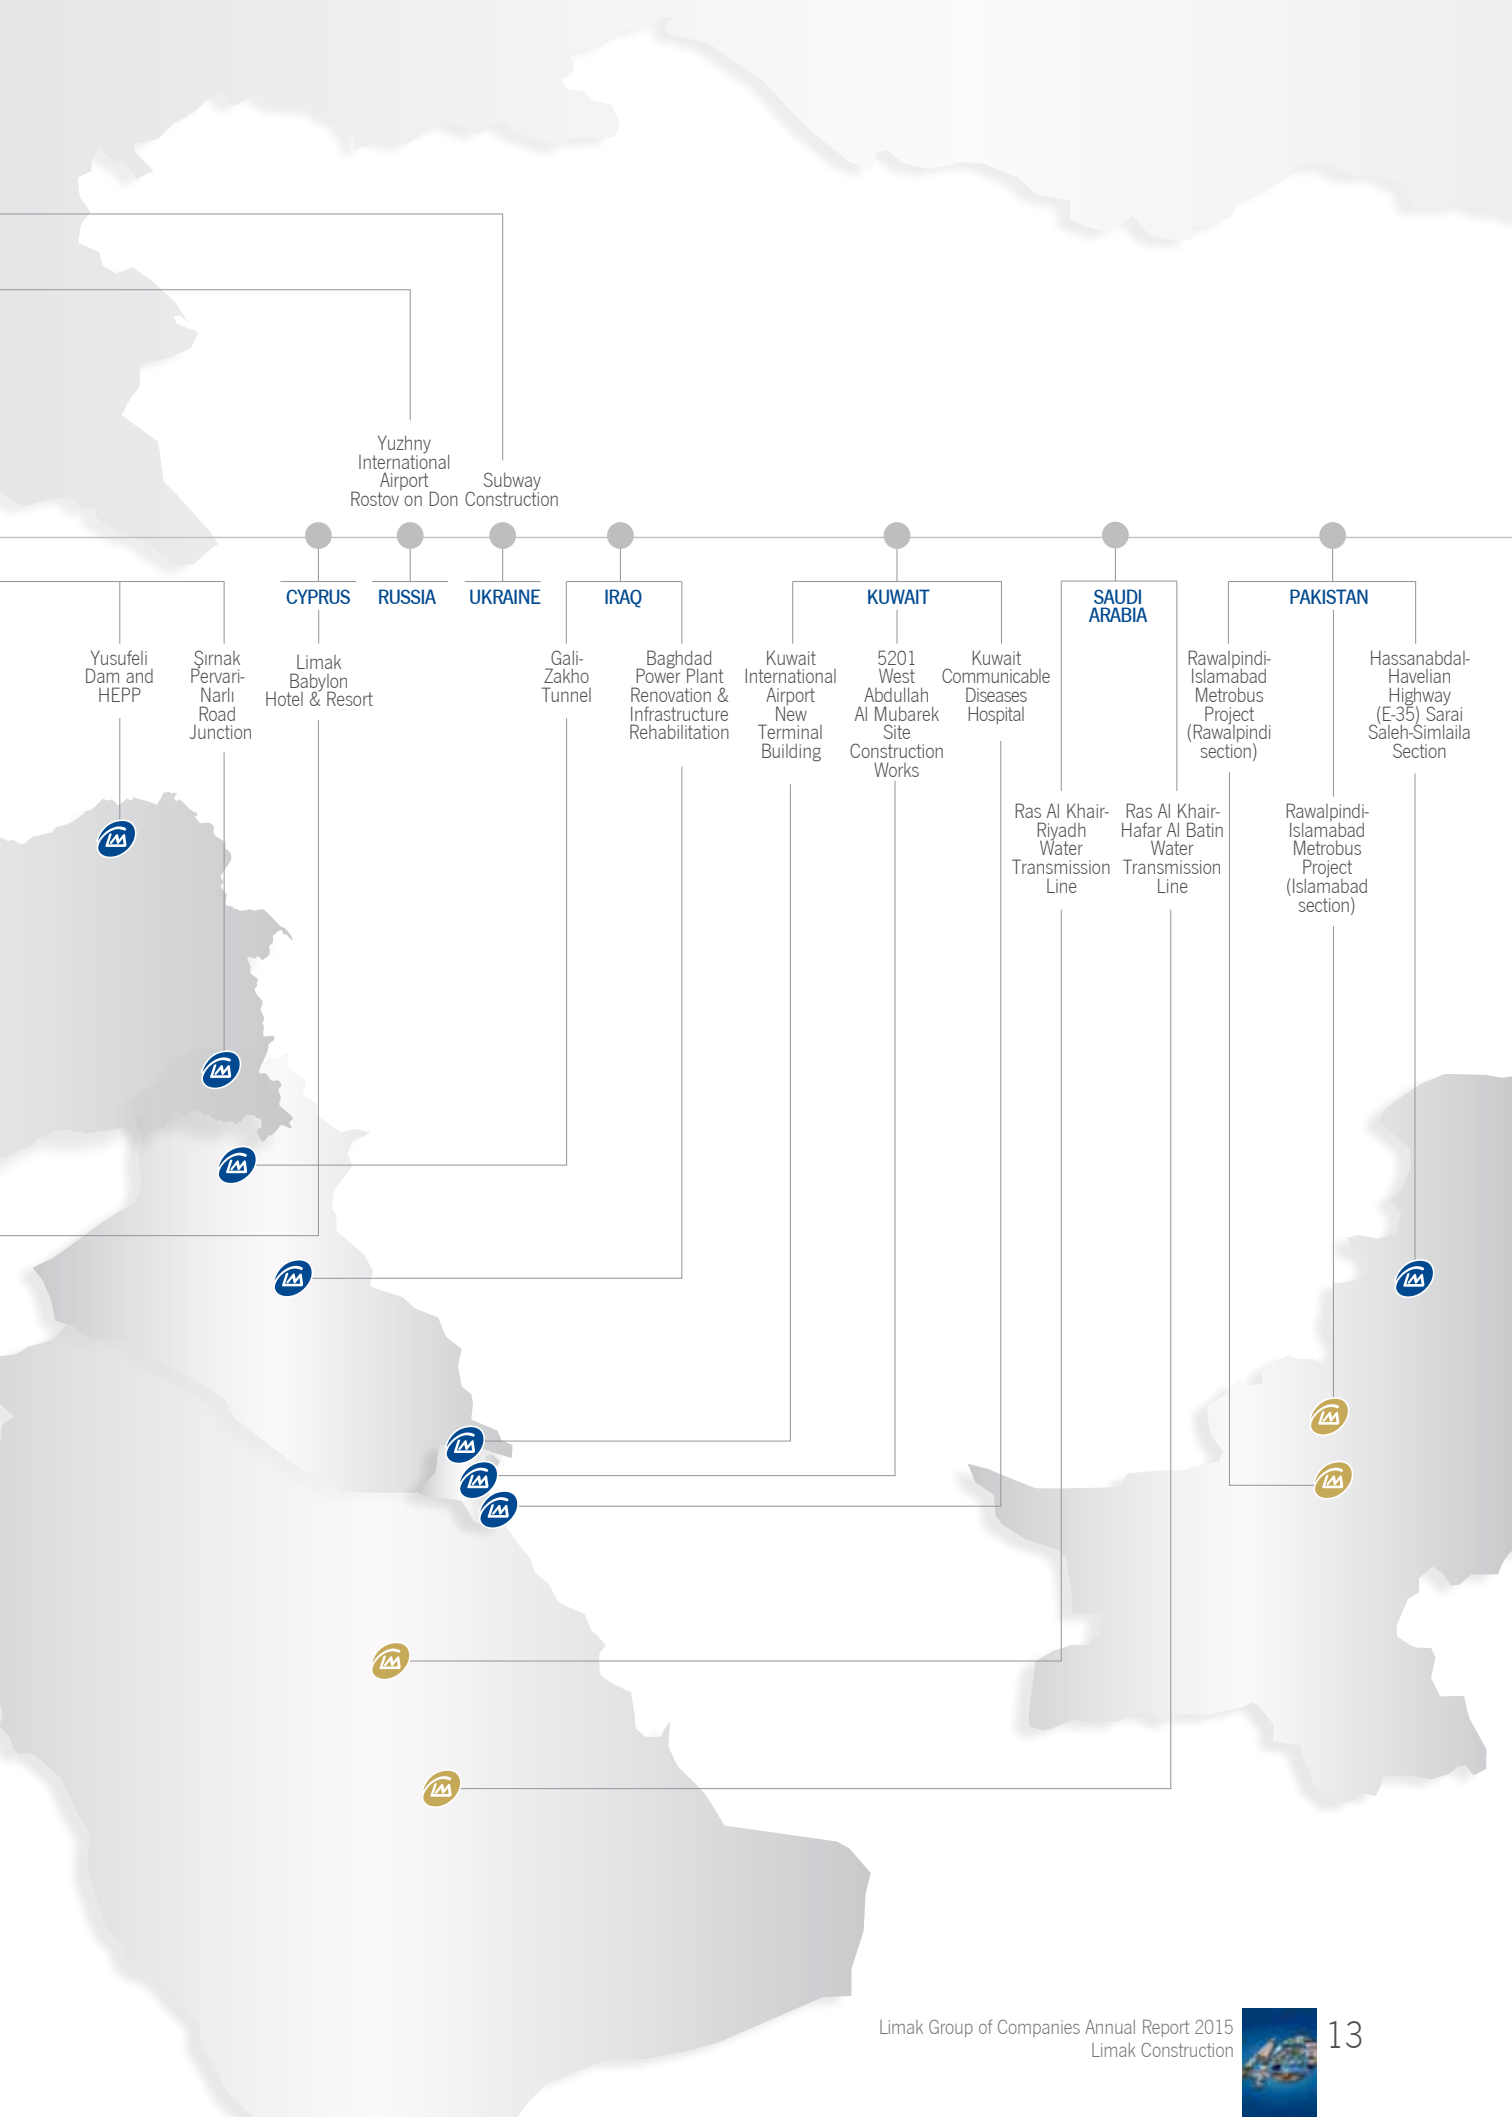 Yuzhny
International
Airport
Rostov on Don
Subway
Construction
CYPRUS
RUSSIA
UKRAINE
IRAQ
KUWAIT
SAUDI
ARABIA
PAKISTAN
Yusufeli
Dam and
HEPP
Şırnak
Pervari-
Narlı
Road
Junction
Limak
Babylon
Hotel & Resort
Gali-
Zakho
Tunnel
Baghdad
Power Plant
Renovation &
Infrastructure
Rehabilitation
Kuwait
International
Airport
New
Terminal
Building
5201
West
Abdullah
Al Mubarek
Site
Construction
Works
Kuwait
Communicable
Diseases
Hospital
Ras Al Khair-
Riyadh
Water
Transmission
Line
Ras Al Khair-
Hafar Al Batin
Water
Transmission
Line
Rawalpindi-
Islamabad
Metrobus
Project
(Rawalpindi
section)
Rawalpindi-
Islamabad
Metrobus
Project
(Islamabad
section)
Hassanabdal-
Havelian
Highway
(E-35) Sarai
Saleh-Simlaila
Section
Limak Group of Companies Annual Report 2015
Limak Construction
13